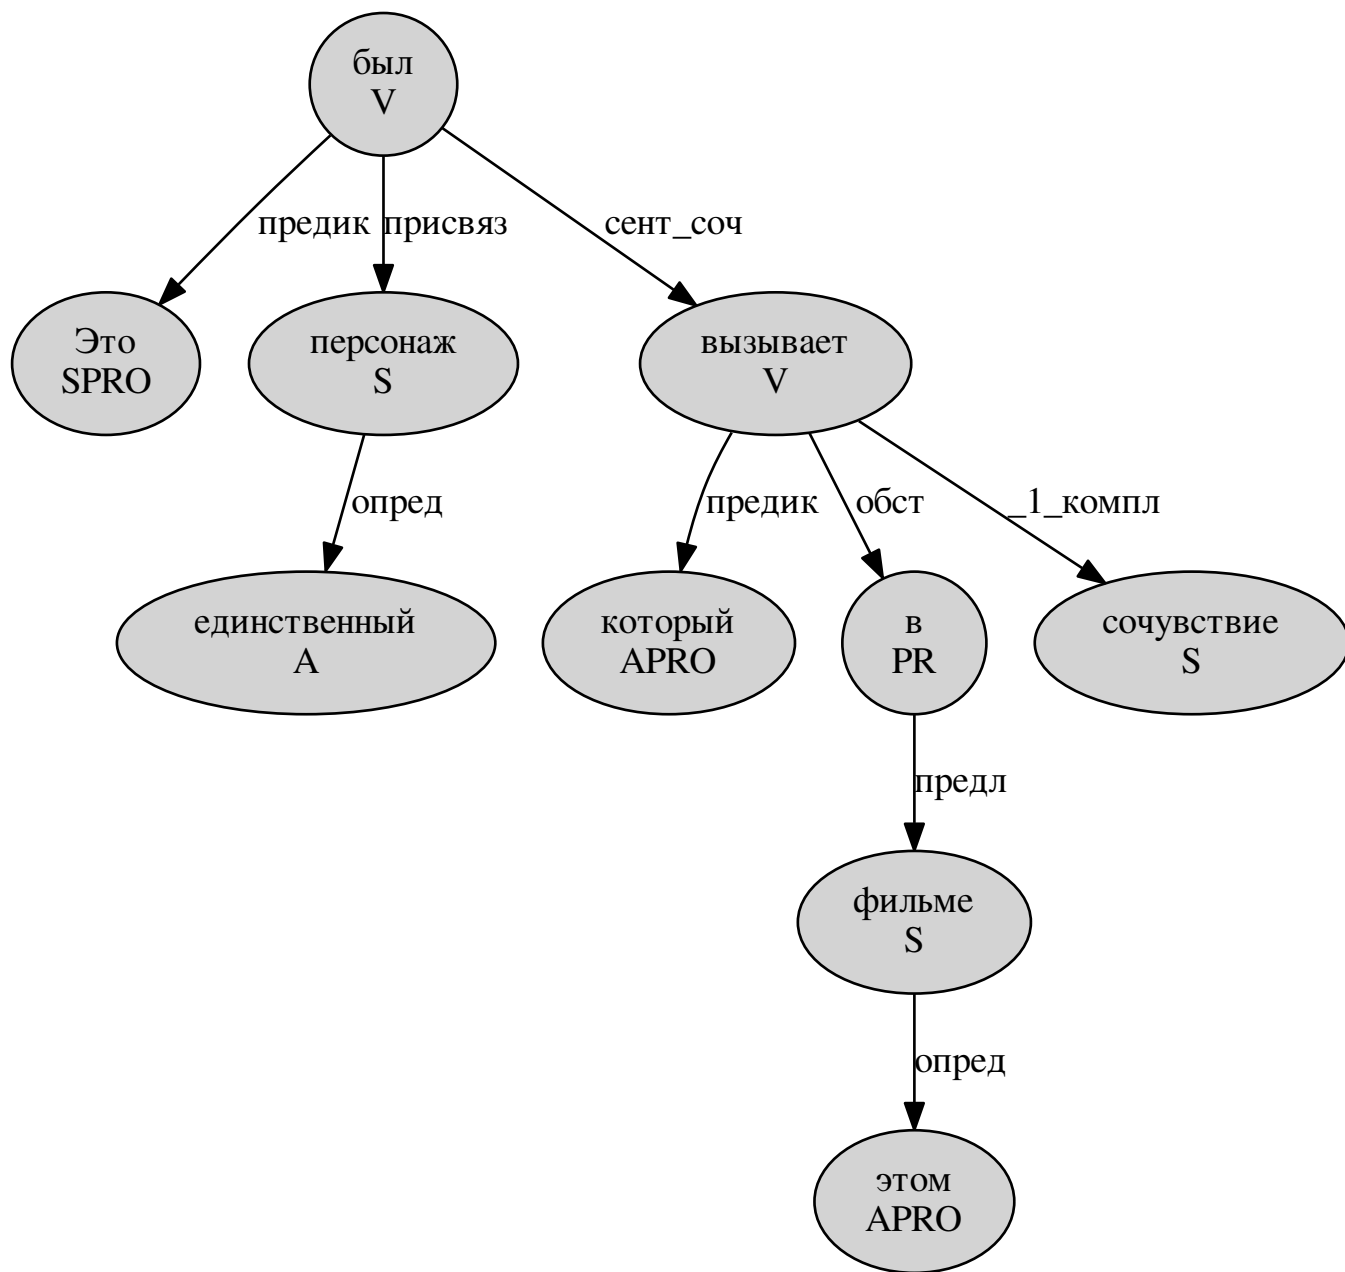 был
V
предик
присвяз
сент_соч
Это
SPRO
персонаж
S
вызывает
V
опред
предик
обст
_1_компл
единственный
A
который
APRO
в
PR
сочувствие
S
предл
фильме
S
опред
этом
APRO